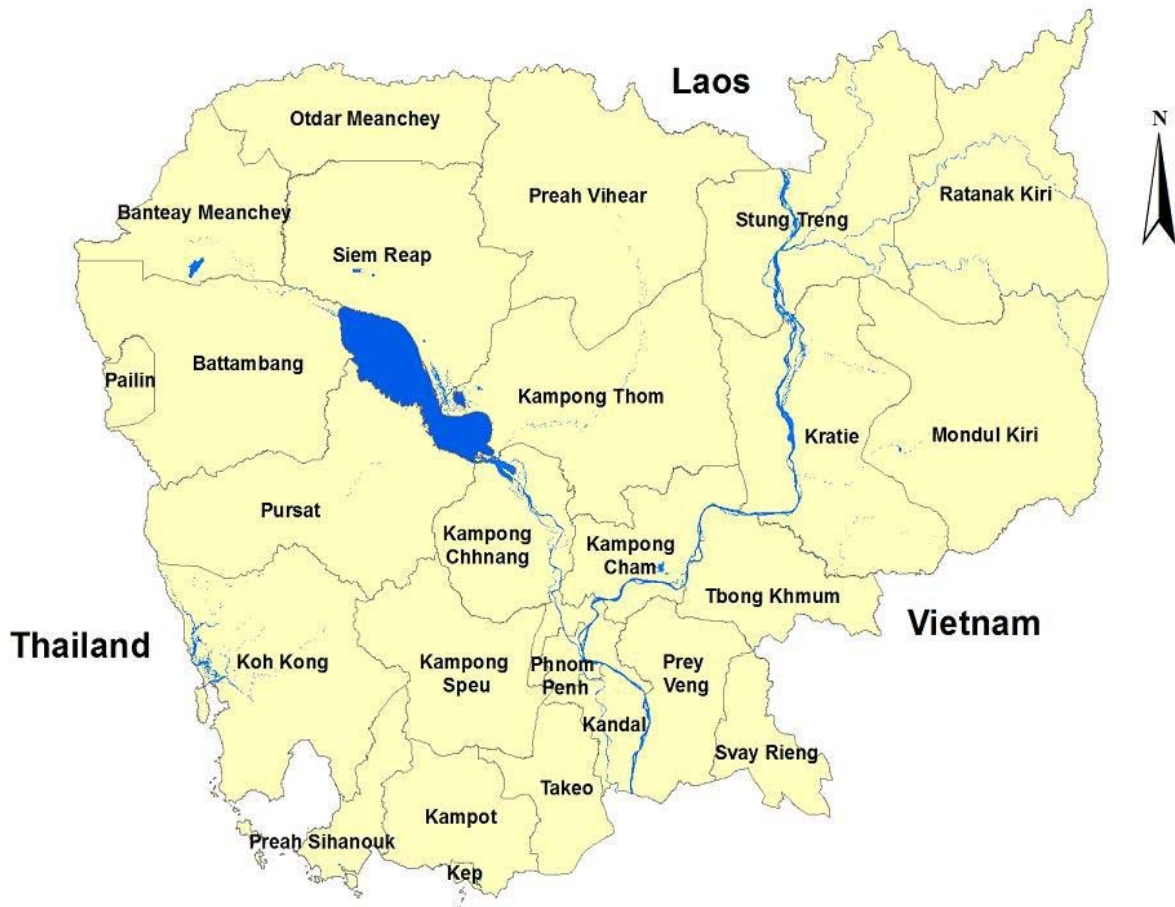 Laos
N
Otdar Meanchey
Preah Vihear
Ratanak Kiri
Banteay Meanchey
Stung Treng
Siem Reap
Battambang
Pailin
Kampong Thom
Kratie
Mondul Kiri
Pursat
Kampong
Chhnang
Kampong
Cham
Tbong Khmum
Vietnam
Thailand
Koh Kong
Kampong
Speu
Phnom
Penh
Prey
Veng
Kandal
Svay Rieng
Takeo
Kampot
Preah Sihanouk
Kep